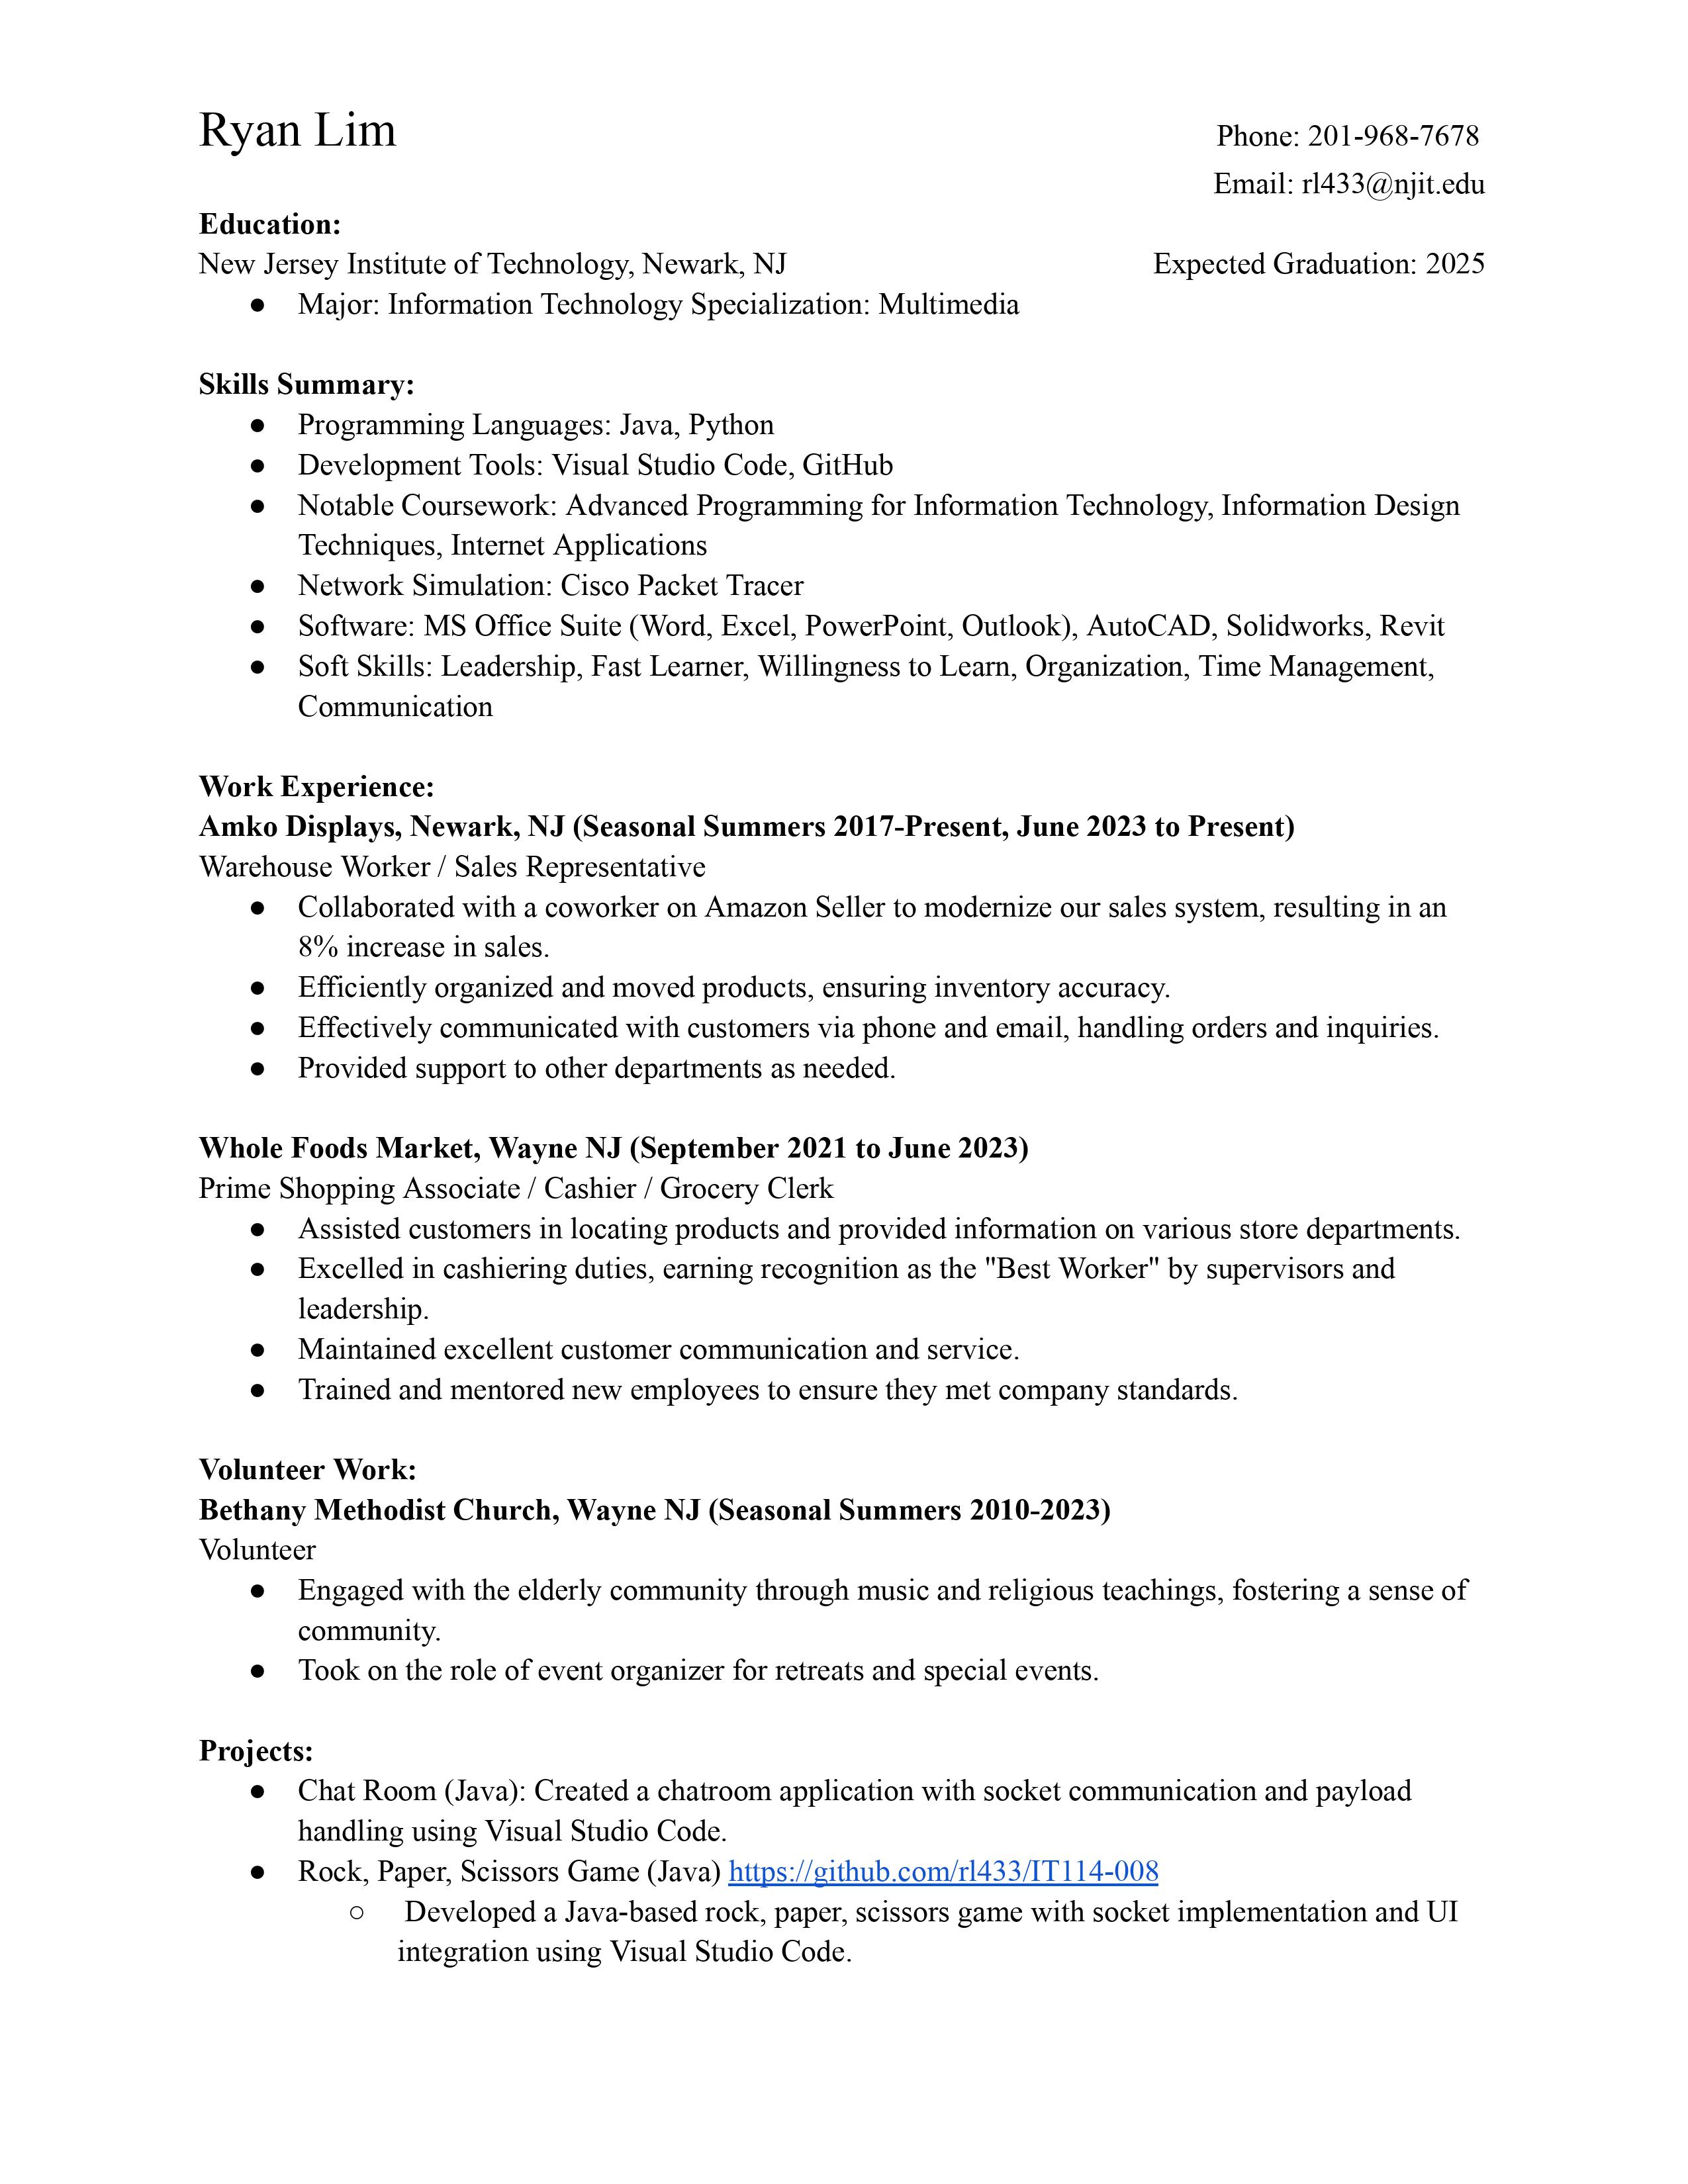 Ryan Lim Phone: 201-968-7678
Email: rl433@njit.edu
Education:
New Jersey Institute of Technology, Newark, NJ Expected Graduation: 2025
● Major: Information Technology Specialization: Multimedia
Skills Summary:
● Programming Languages: Java, Python
● Development Tools: Visual Studio Code, GitHub
● Notable Coursework: Advanced Programming for Information Technology, Information Design
Techniques, Internet Applications
● Network Simulation: Cisco Packet Tracer
● Software: MS Office Suite (Word, Excel, PowerPoint, Outlook), AutoCAD, Solidworks, Revit
● Soft Skills: Leadership, Fast Learner, Willingness to Learn, Organization, Time Management,
Communication
Work Experience:
Amko Displays, Newark, NJ (Seasonal Summers 2017-Present, June 2023 to Present)
Warehouse Worker / Sales Representative
● Collaborated with a coworker on Amazon Seller to modernize our sales system, resulting in an
8% increase in sales.
● Efficiently organized and moved products, ensuring inventory accuracy.
● Effectively communicated with customers via phone and email, handling orders and inquiries.
● Provided support to other departments as needed.
Whole Foods Market, Wayne NJ (September 2021 to June 2023)
Prime Shopping Associate / Cashier / Grocery Clerk
● Assisted customers in locating products and provided information on various store departments.
● Excelled in cashiering duties, earning recognition as the "Best Worker" by supervisors and
leadership.
● Maintained excellent customer communication and service.
● Trained and mentored new employees to ensure they met company standards.
Volunteer Work:
Bethany Methodist Church, Wayne NJ (Seasonal Summers 2010-2023)
Volunteer
● Engaged with the elderly community through music and religious teachings, fostering a sense of
community.
● Took on the role of event organizer for retreats and special events.
Projects:
● Chat Room (Java): Created a chatroom application with socket communication and payload
handling using Visual Studio Code.
● Rock, Paper, Scissors Game (Java) https://github.com/rl433/IT114-008
○ Developed a Java-based rock, paper, scissors game with socket implementation and UI
integration using Visual Studio Code.